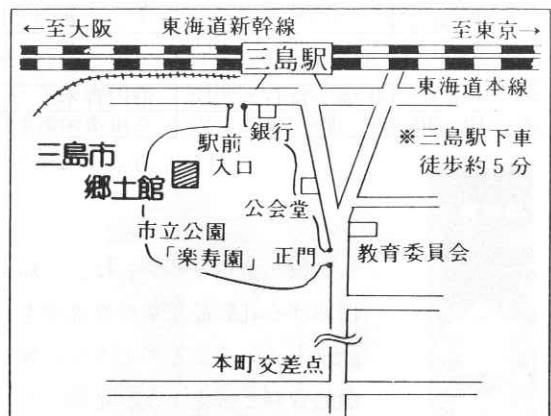 ←至大阪 東海道新幹線 至東京→
三島駅
東海道本線
駅前
入口
銀行
※三島駅下車
徒歩約5分
三島市
郷土館
公会堂
市立公園
「楽寿園」
正門
教育委員会
本町交差点